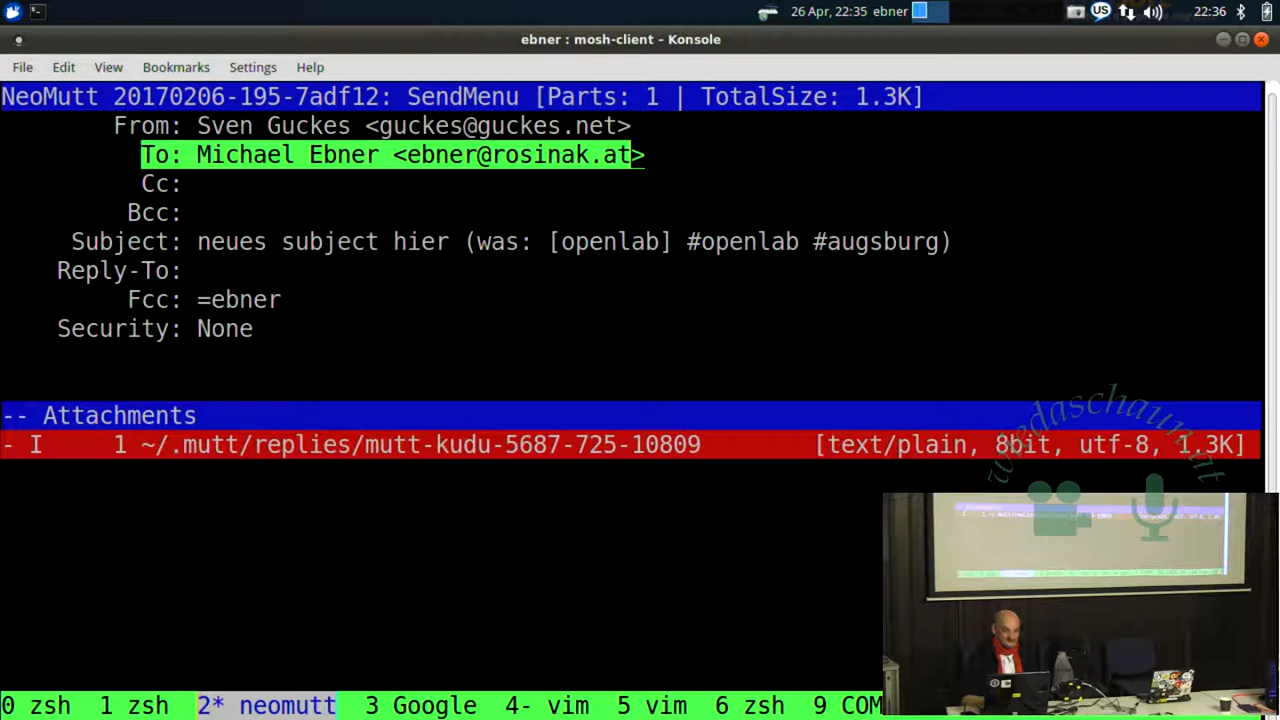 26 Apr, 22:35 ebner
US
22:36
ebner : mosh-client – Konsole
File Edit View Bookmarks Settings Help
NeoMutt 20170206-195-7adf12: SendMenu [Parts: 1 | TotalSize: 1.3K]
From: Sven Guckes <guckes@guckes.net>
To: Michael Ebner <ebner@rosinak.at>
Cc:
Bcc:
Subject: neues subject hier (was: [openlab] #openlab #augsburg)
Reply-To:
Fcc: =ebner
Security: None
-- Attachments
- I 1 ~/.mutt/replies/mutt-kudu-5687-725-10809 [text/plain, 8bit, utf-8, 1.3K]
0 zsh 1 zsh 2* neomutt 3 Google 4- vim 5 vim 6 zsh 9 COM